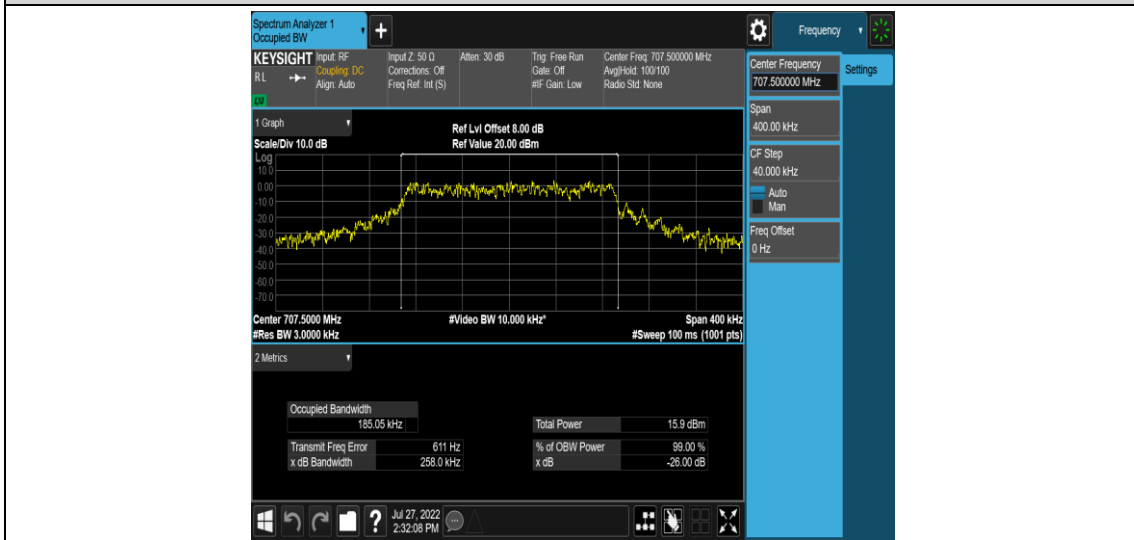 Spectrum Analyzer 1
Occupied BW
Frequency
KEYSIGHT
RL
Input: RF
Coupling: DC
Align: Auto
Input Z: 50 Ω
Corrections: Off
Freq Ref: Int (S)
Atten: 30 dB
Trig: Free Run
Gate: Off
#IF Gain: Low
Center Freq: 707.500000 MHz
Avg|Hold: 100/100
Radio Std: None
Center Frequency
707.500000 MHz
Settings
Span
400.00 kHz
CF Step
40.000 kHz
Auto
Man
Freq Offset
0 Hz
1 Graph
Ref Lvl Offset 8.00 dB
Scale/Div 10.0 dB
Ref Value 20.00 dBm
Log
10.0
0.00
-10.0
-20.0
-30.0
-40.0
-50.0
-60.0
-70.0
Center 707.5000 MHz
#Video BW 10.000 kHz*
Span 400 kHz
#Res BW 3.0000 kHz
#Sweep 100 ms (1001 pts)
2 Metrics
Occupied Bandwidth
185.05 kHz
Total Power 15.9 dBm
Transmit Freq Error 611 Hz
% of OBW Power 99.00 %
x dB Bandwidth 258.0 kHz
x dB -26.00 dB
?
Jul 27, 2022
2:32:08 PM